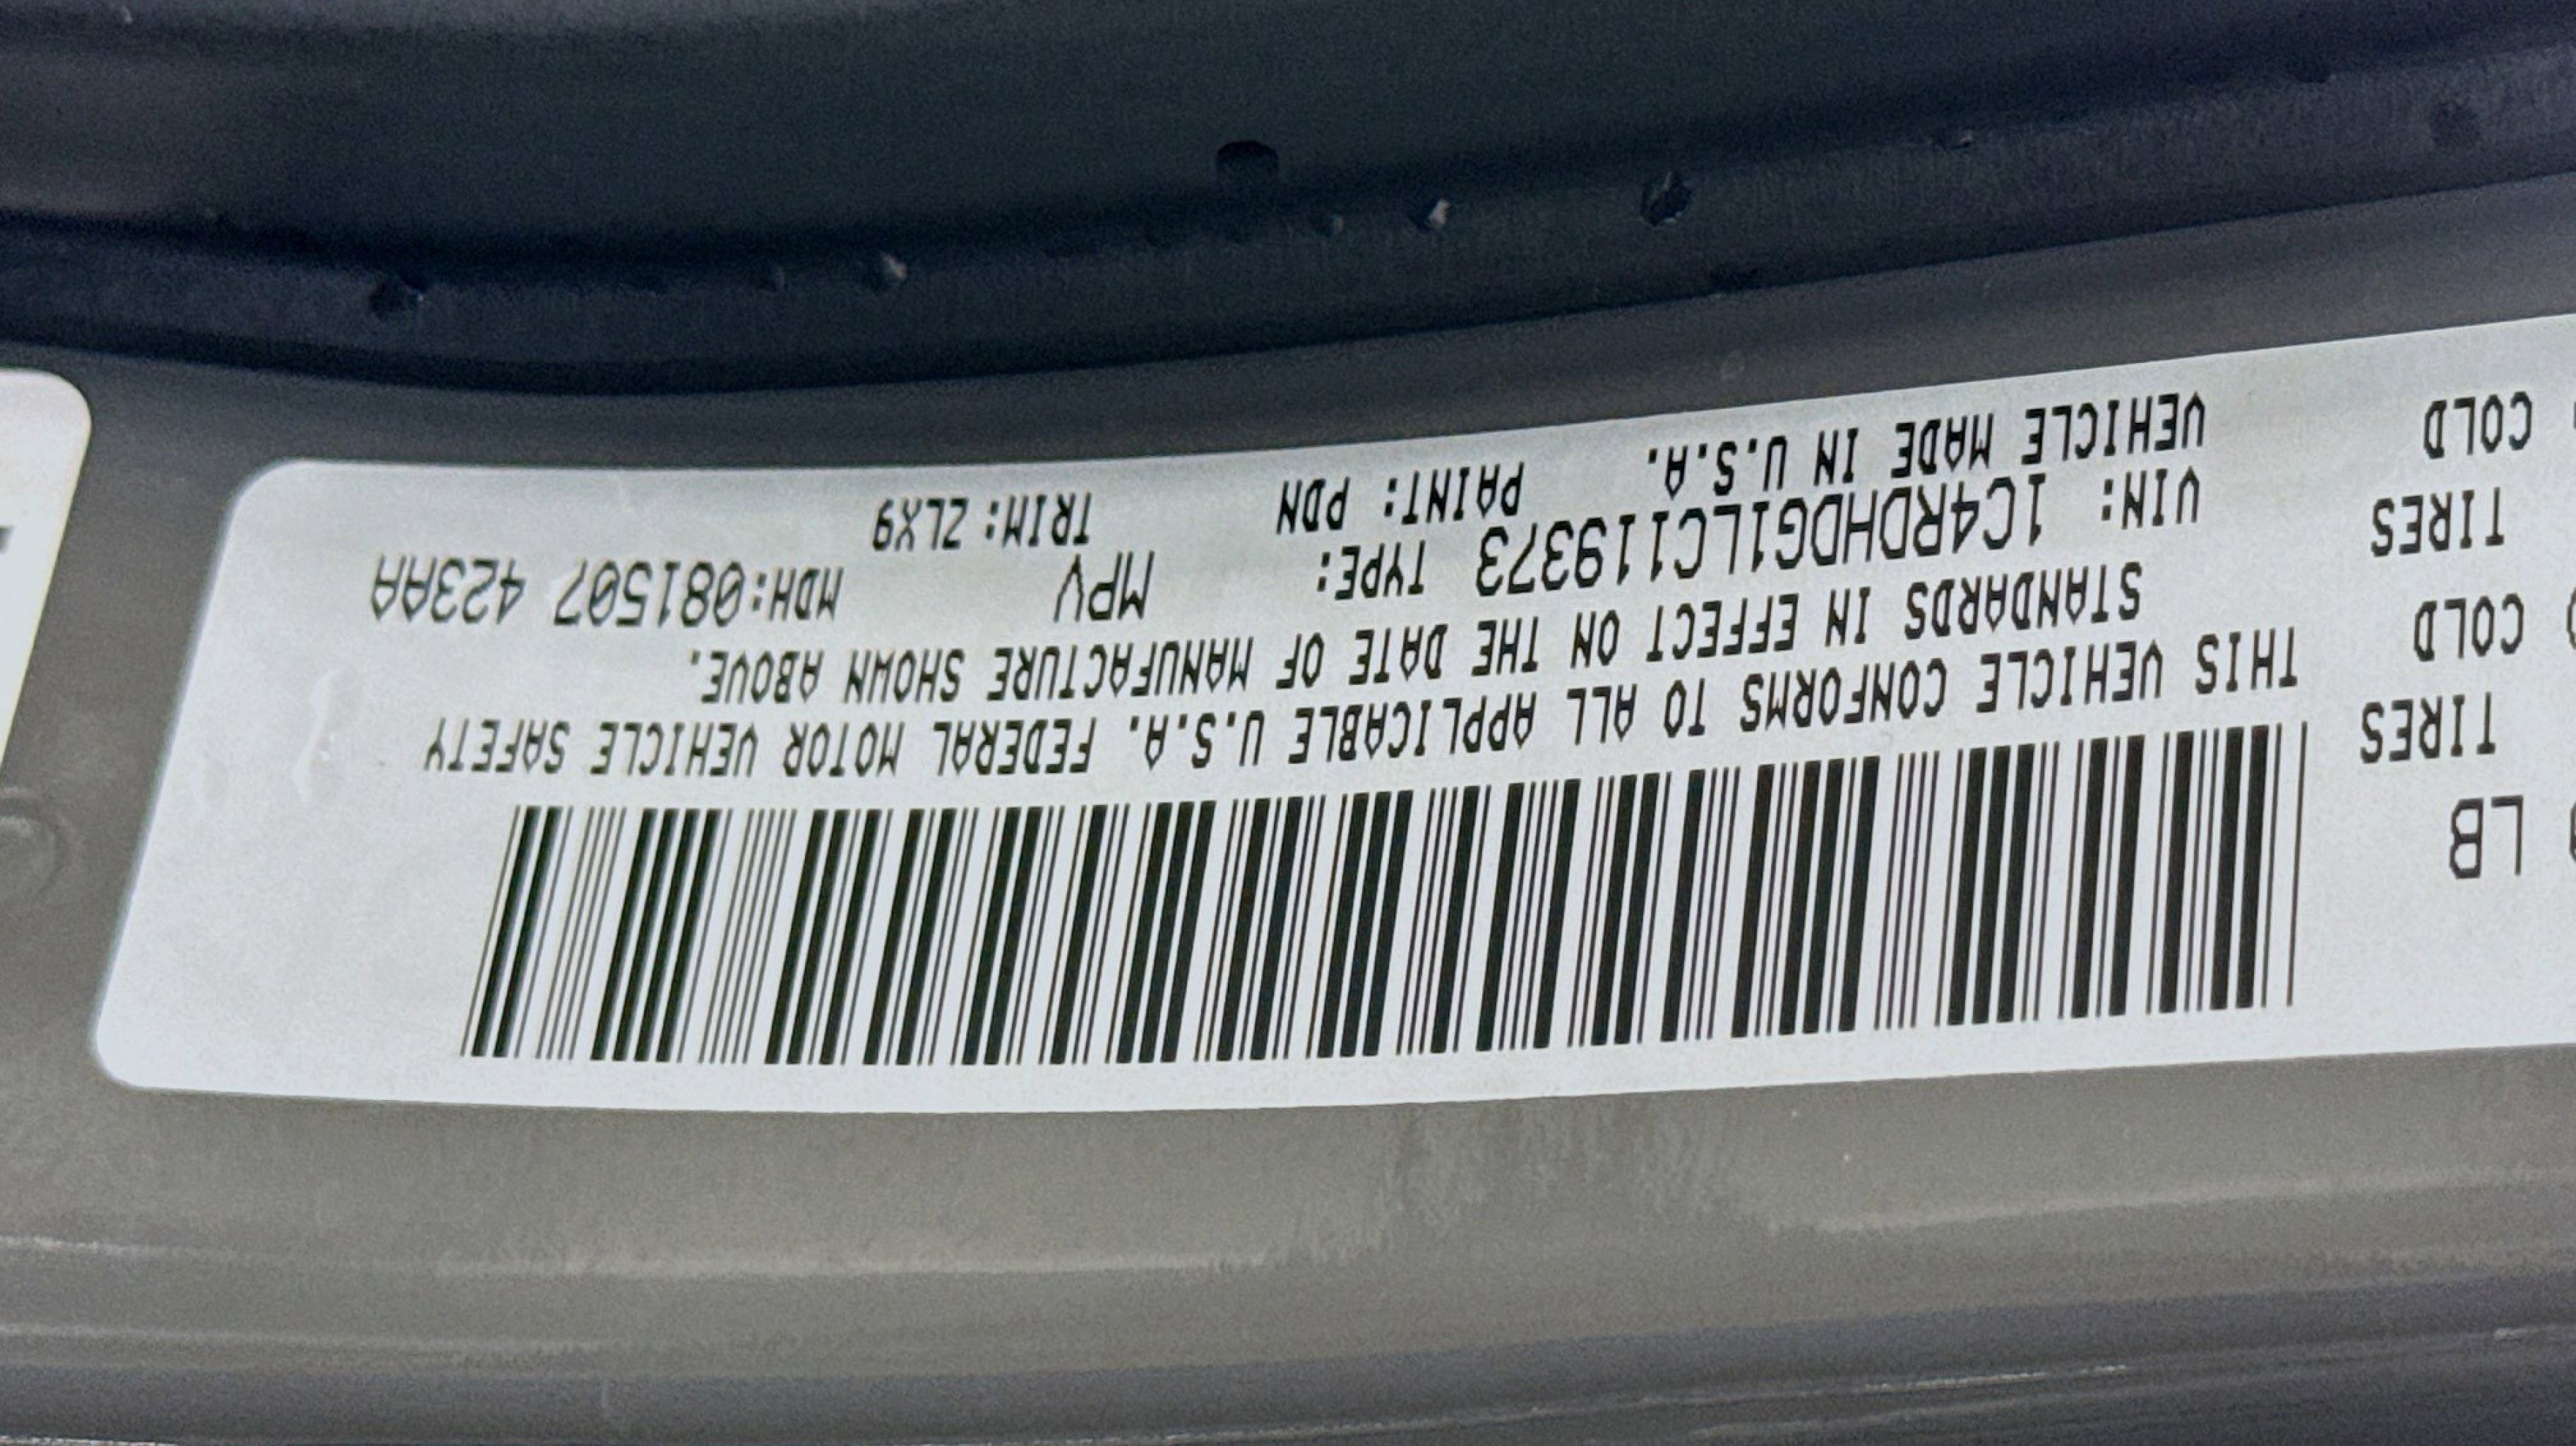 LB
TIRES COLD
TIRES COLD
THIS VEHICLE CONFORMS TO ALL APPLICABLE U.S.A. FEDERAL MOTOR VEHICLE SAFETY
STANDARDS IN EFFECT ON THE DATE OF MANUFACTURE SHOWN ABOVE.
VIN: 1C4RDHDG1LC119373 TYPE: MPV MDH:081507 423AA
VEHICLE MADE IN U.S.A. PAINT: PDN TRIM: ZLX9